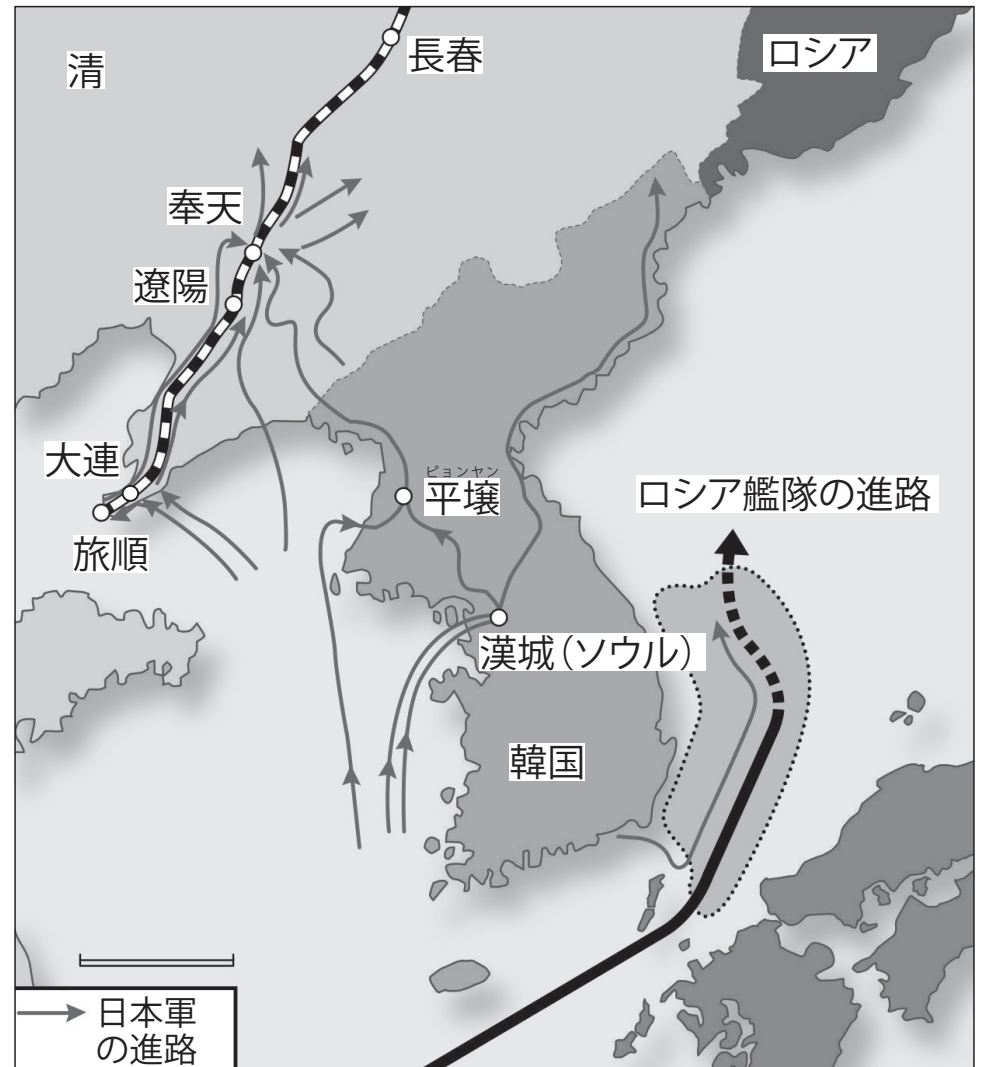 清
長春
ロシア
奉天
遼陽
大連
旅順
ピョンヤン
平壌
ロシア艦隊の進路
漢城(ソウル)
韓国
日本軍
の進路